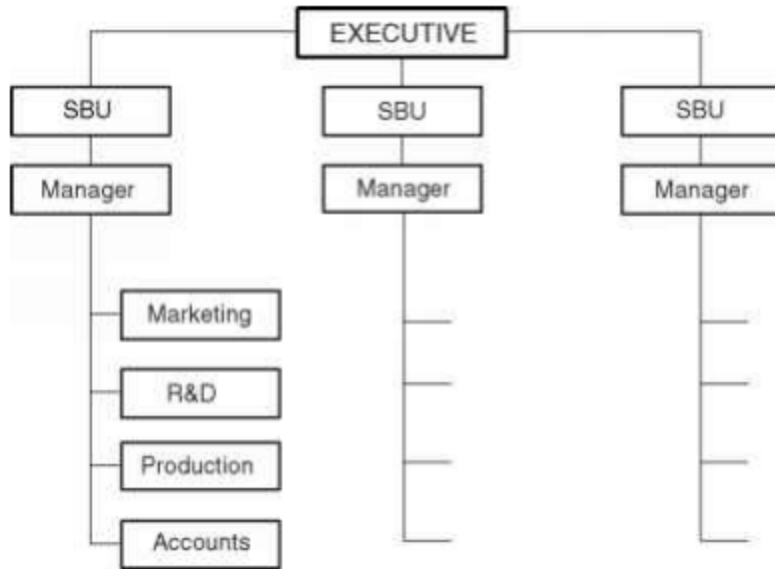 EXECUTIVE
SBU
SBU
SBU
Manager
Manager
Manager
Marketing
R&D
Production
Accounts